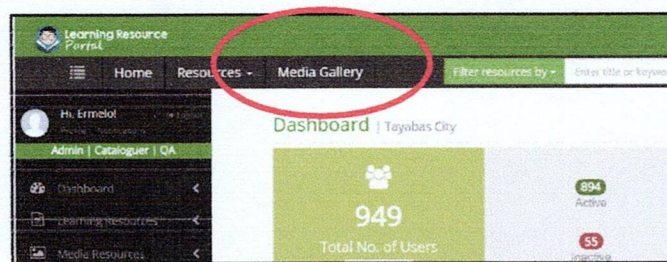 Learning Resource
Portal
Home Resources Media Gallery Filter resources by Enter title or keywo
Hi, Ermelo!
Dashboard | Tayabas City
Admin | Cataloguer | QA
Dashboard
Learning Resources
Media Resources
949
Total No. of Users
894
Active
55
Inactive